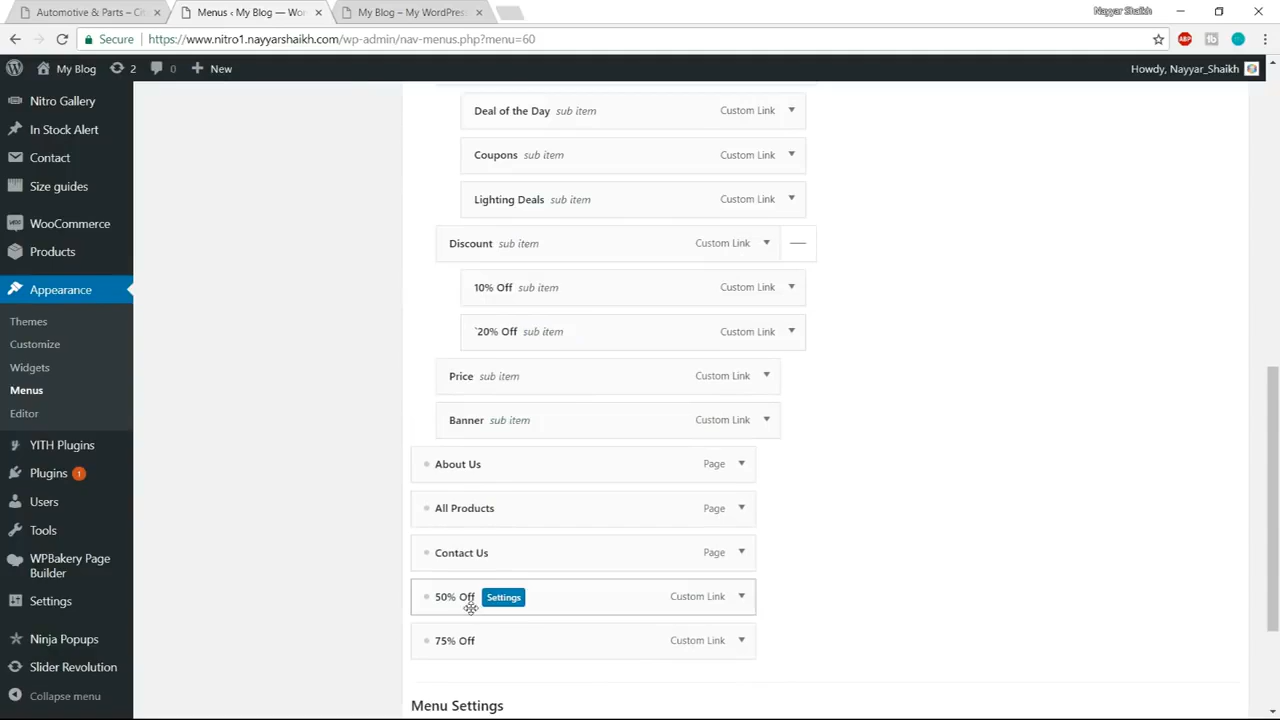 Automotive & Parts – Cit
Menus ‹ My Blog — Wor
My Blog – My WordPres
Nayyar Shaikh
Secure
https://www.nitro1.nayyarshaikh.com/wp-admin/nav-menus.php?menu=60
ABP
fb
My Blog
2
0
New
Howdy, Nayyar_Shaikh
Nitro Gallery
In Stock Alert
Contact
Size guides
WooCommerce
Products
Appearance
Themes
Customize
Widgets
Menus
Editor
YITH Plugins
Plugins 1
Users
Tools
WPBakery Page
Builder
Settings
Ninja Popups
Slider Revolution
Collapse menu
Deal of the Day sub item Custom Link
Coupons sub item Custom Link
Lighting Deals sub item Custom Link
Discount sub item Custom Link
10% Off sub item Custom Link
`20% Off sub item Custom Link
Price sub item Custom Link
Banner sub item Custom Link
About Us Page
All Products Page
Contact Us Page
50% Off Settings Custom Link
75% Off Custom Link
Menu Settings